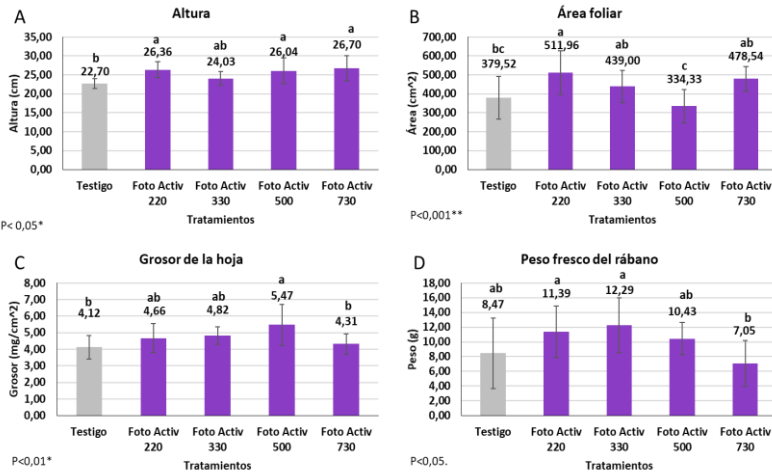 A
Altura
Altura (cm)
40,00
35,00
30,00
25,00
20,00
15,00
10,00
5,00
0,00
b
22,70
a
26,36
ab
24,03
a
26,04
a
26,70
Testigo
Foto Activ 220
Foto Activ 330
Foto Activ 500
Foto Activ 730
Tratamientos
P< 0,05*
B
Área foliar
Área (cm^2)
700,00
600,00
500,00
400,00
300,00
200,00
100,00
0,00
bc
379,52
a
511,96
ab
439,00
c
334,33
ab
478,54
Testigo
Foto Activ 220
Foto Activ 330
Foto Activ 500
Foto Activ 730
Tratamientos
P<0,001**
C
Grosor de la hoja
Grosor (mg/cm^2)
8,00
7,00
6,00
5,00
4,00
3,00
2,00
1,00
0,00
b
4,12
ab
4,66
ab
4,82
a
5,47
b
4,31
Testigo
Foto Activ 220
Foto Activ 330
Foto Activ 500
Foto Activ 730
Tratamientos
P<0,01*
D
Peso fresco del rábano
Peso (g)
18,00
16,00
14,00
12,00
10,00
8,00
6,00
4,00
2,00
0,00
ab
8,47
a
11,39
a
12,29
ab
10,43
b
7,05
Testigo
Foto Activ 220
Foto Activ 330
Foto Activ 500
Foto Activ 730
Tratamientos
P<0,05.